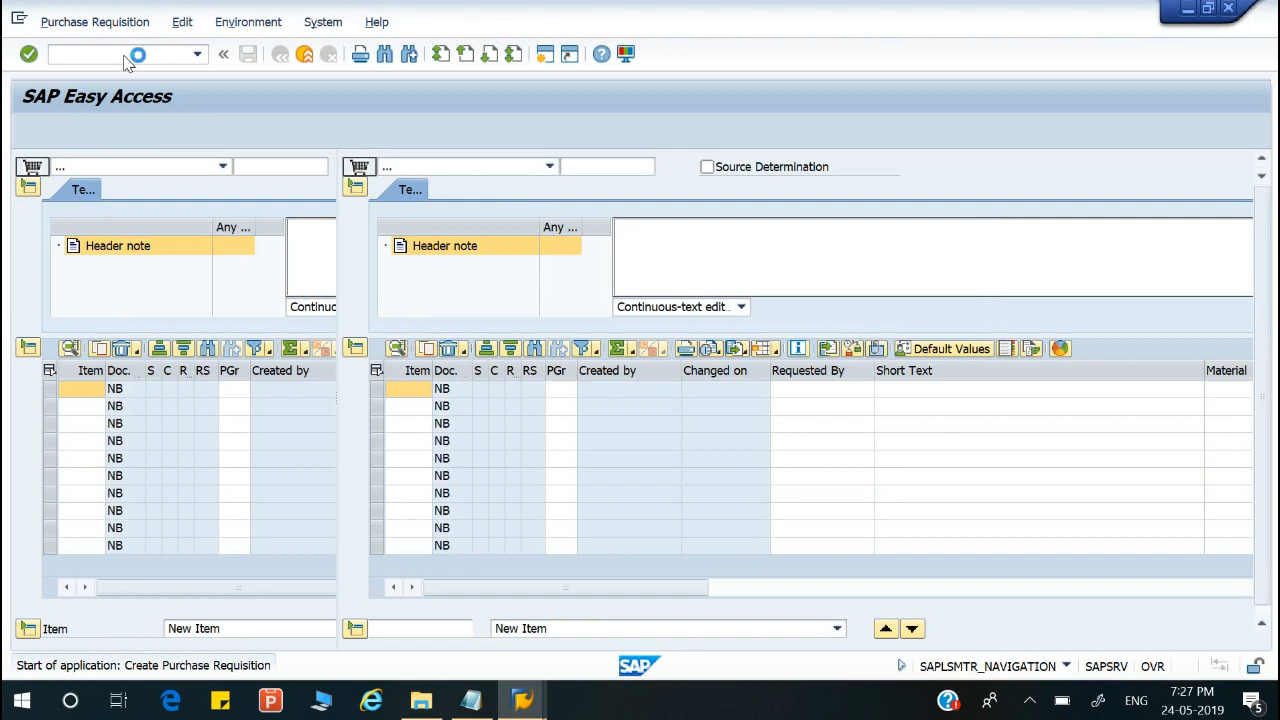 Purchase Requisition Edit Environment System Help
SAP Easy Access
... ... Source Determination
Te... Te...
Any ... Any ...
Header note Header note
Continuo Continuous-text edit..
Default Values
Item Doc. S C R RS PGr Created by Item Doc. S C R RS PGr Created by Changed on Requested By Short Text Material
NB NB
NB NB
NB NB
NB NB
NB NB
NB NB
NB NB
NB NB
NB NB
NB NB
Item New Item New Item
Start of application: Create Purchase Requisition SAP SAPLSMTR_NAVIGATION SAPSRV OVR
ENG 7:27 PM
24-05-2019 5